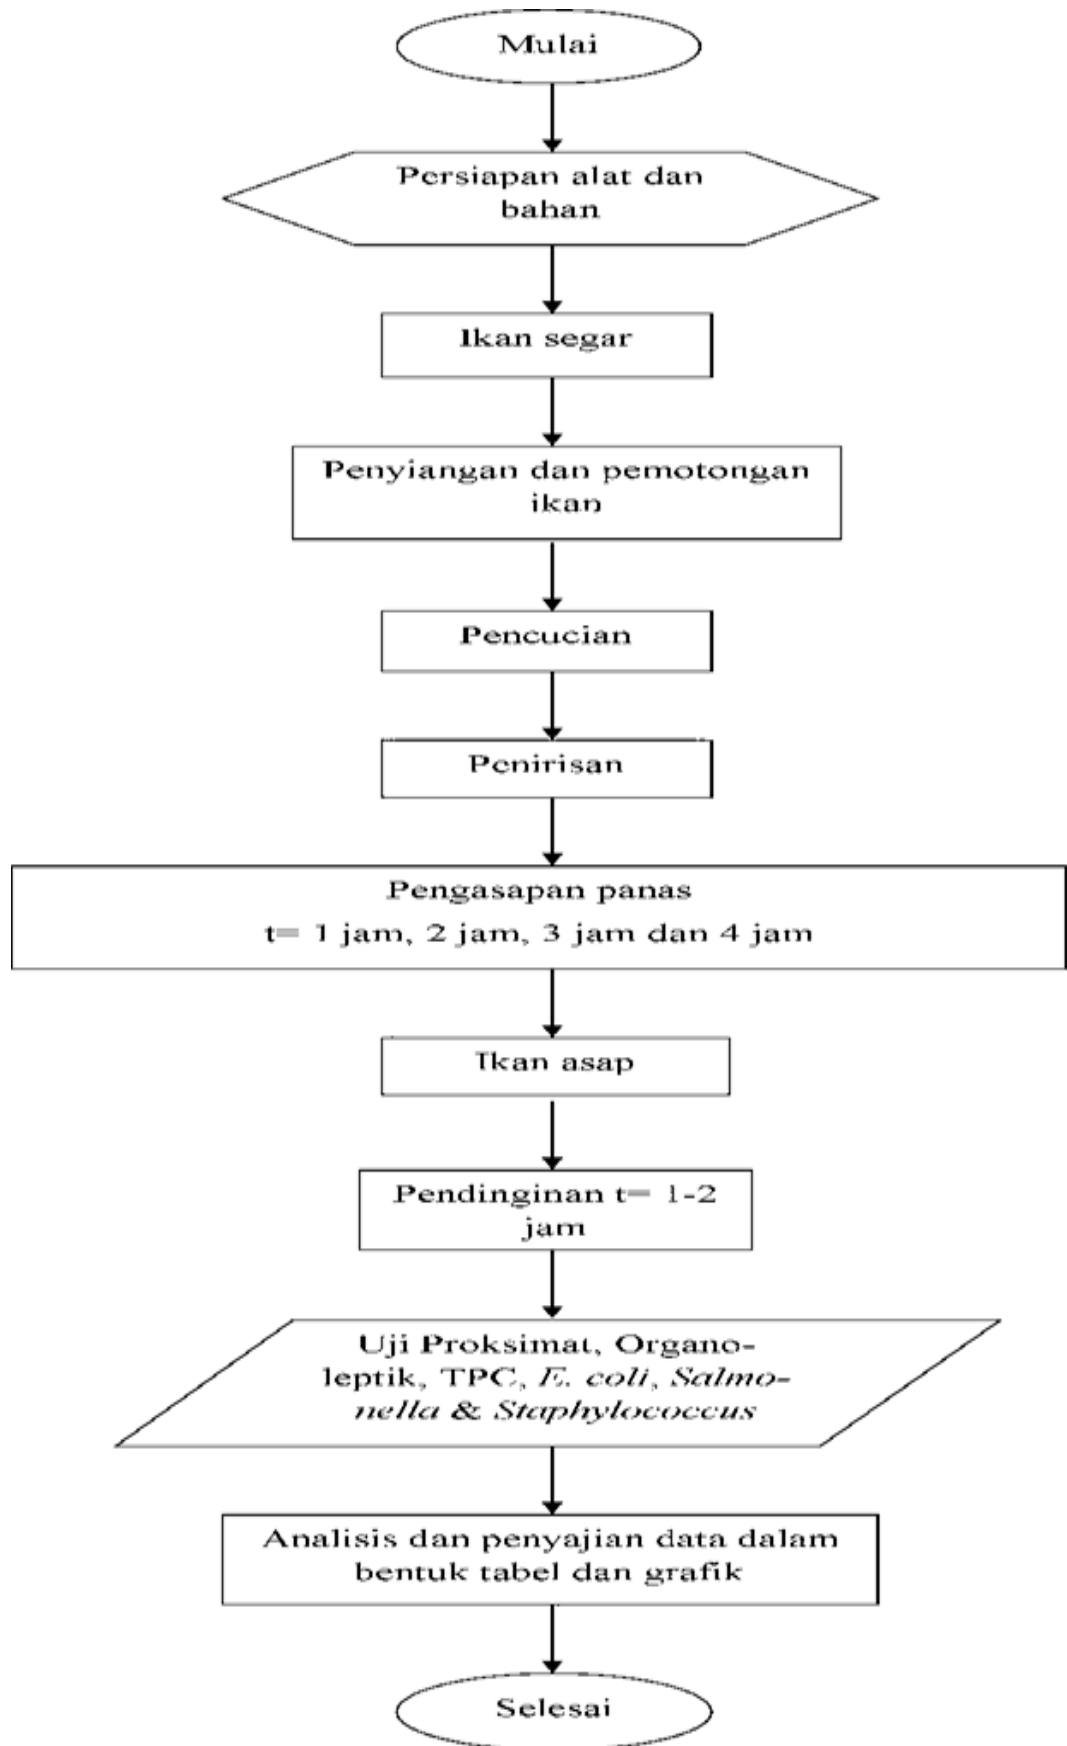 Mulai
Persiapan alat dan
bahan
Ikan segar
Penyiangan dan pemotongan
ikan
Pencucian
Penirisan
Pengasapan panas
t= 1 jam, 2 jam, 3 jam dan 4 jam
Ikan asap
Pendinginan t= 1-2
jam
Uji Proksimat, Organo-
leptik, TPC, E. coli, Salmo-
nella & Staphylococcus
Analisis dan penyajian data dalam
bentuk tabel dan grafik
Selesai